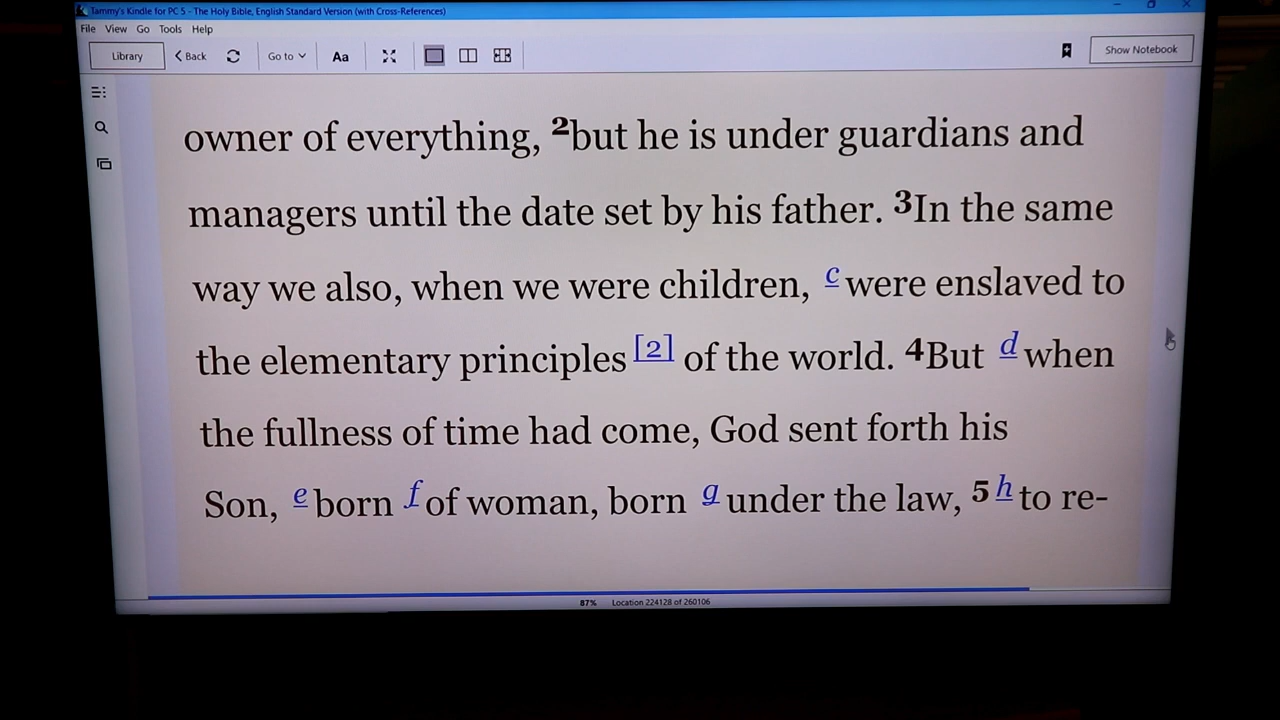 Tammy's Kindle for PC 5 - The Holy Bible, English Standard Version (with Cross-References)
File View Go Tools Help
Library Back Go to Aa Show Notebook
owner of everything, 2but he is under guardians and
managers until the date set by his father. 3In the same
way we also, when we were children, c were enslaved to
the elementary principles [2] of the world. 4But d when
the fullness of time had come, God sent forth his
Son, e born f of woman, born g under the law, 5 h to re-
87% Location 224128 of 260106